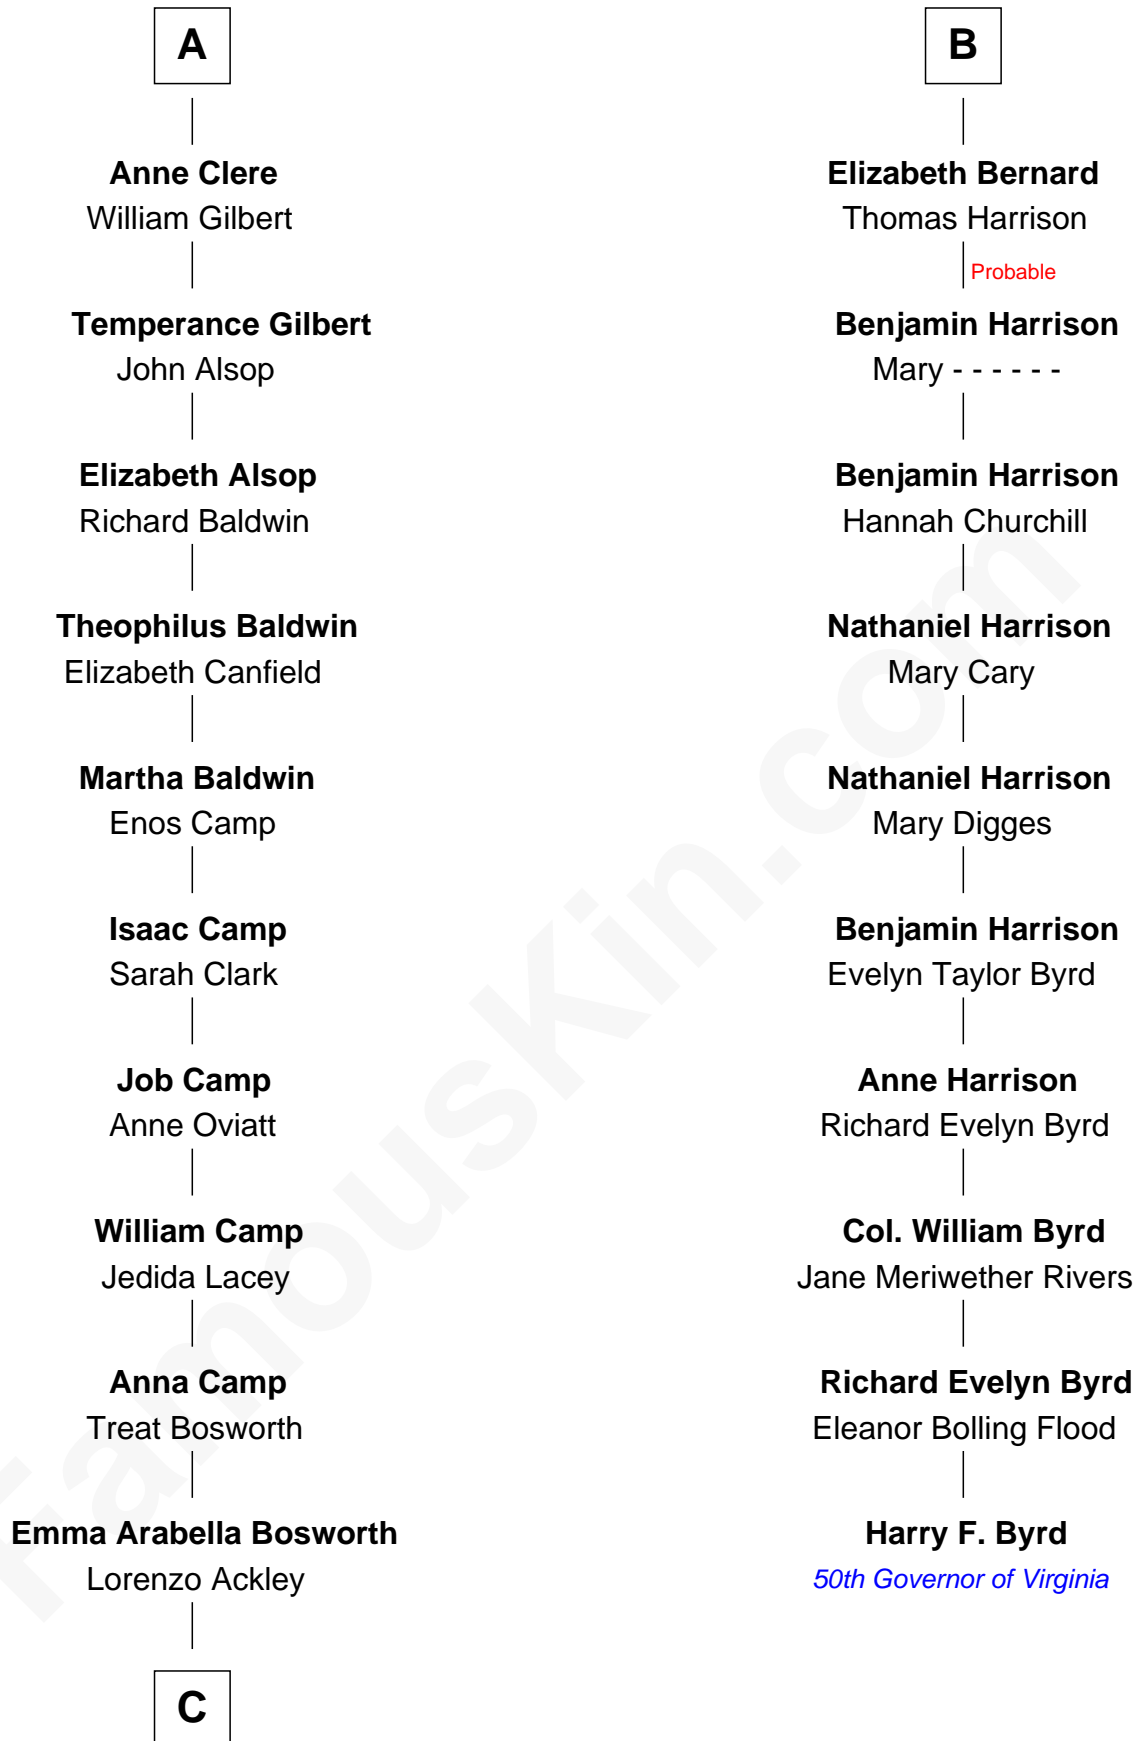 A
Anne Clere
William Gilbert
Temperance Gilbert
John Alsop
Elizabeth Alsop
Richard Baldwin
Theophilus Baldwin
Elizabeth Canfield
Martha Baldwin
Enos Camp
Isaac Camp
Sarah Clark
Job Camp
Anne Oviatt
William Camp
Jedida Lacey
Anna Camp
Treat Bosworth
Emma Arabella Bosworth
Lorenzo Ackley
C
B
Elizabeth Bernard
Thomas Harrison
Probable
Benjamin Harrison
Mary - - - - - -
Benjamin Harrison
Hannah Churchill
Nathaniel Harrison
Mary Cary
Nathaniel Harrison
Mary Digges
Benjamin Harrison
Evelyn Taylor Byrd
Anne Harrison
Richard Evelyn Byrd
Col. William Byrd
Jane Meriwether Rivers
Richard Evelyn Byrd
Eleanor Bolling Flood
Harry F. Byrd
50th Governor of Virginia
FamousKin.com